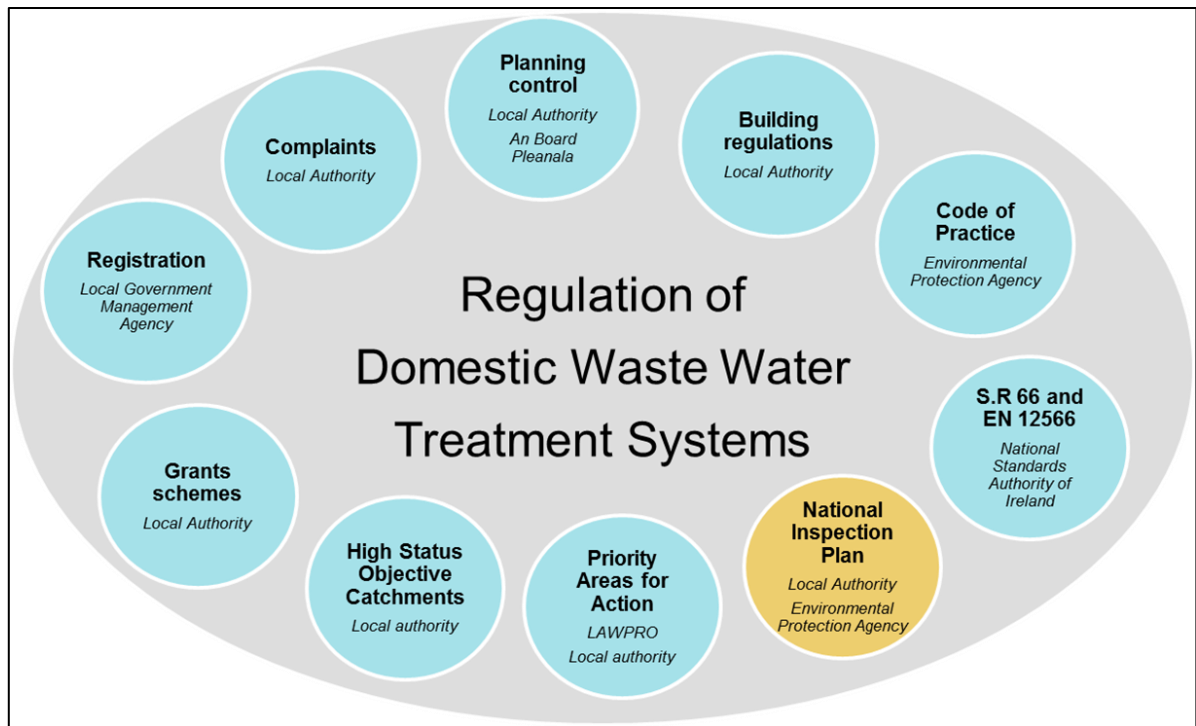 Planning
control
Local Authority
An Board
Pleanala
Building
regulations
Local Authority
Code of
Practice
Environmental
Protection Agency
S.R 66 and
EN 12566
National
Standards
Authority of
Ireland
National
Inspection
Plan
Local Authority
Environmental
Protection Agency
Priority
Areas for
Action
LAWPRO
Local authority
High Status
Objective
Catchments
Local authority
Grants
schemes
Local Authority
Registration
Local Government
Management
Agency
Complaints
Local Authority
Regulation of
Domestic Waste Water
Treatment Systems